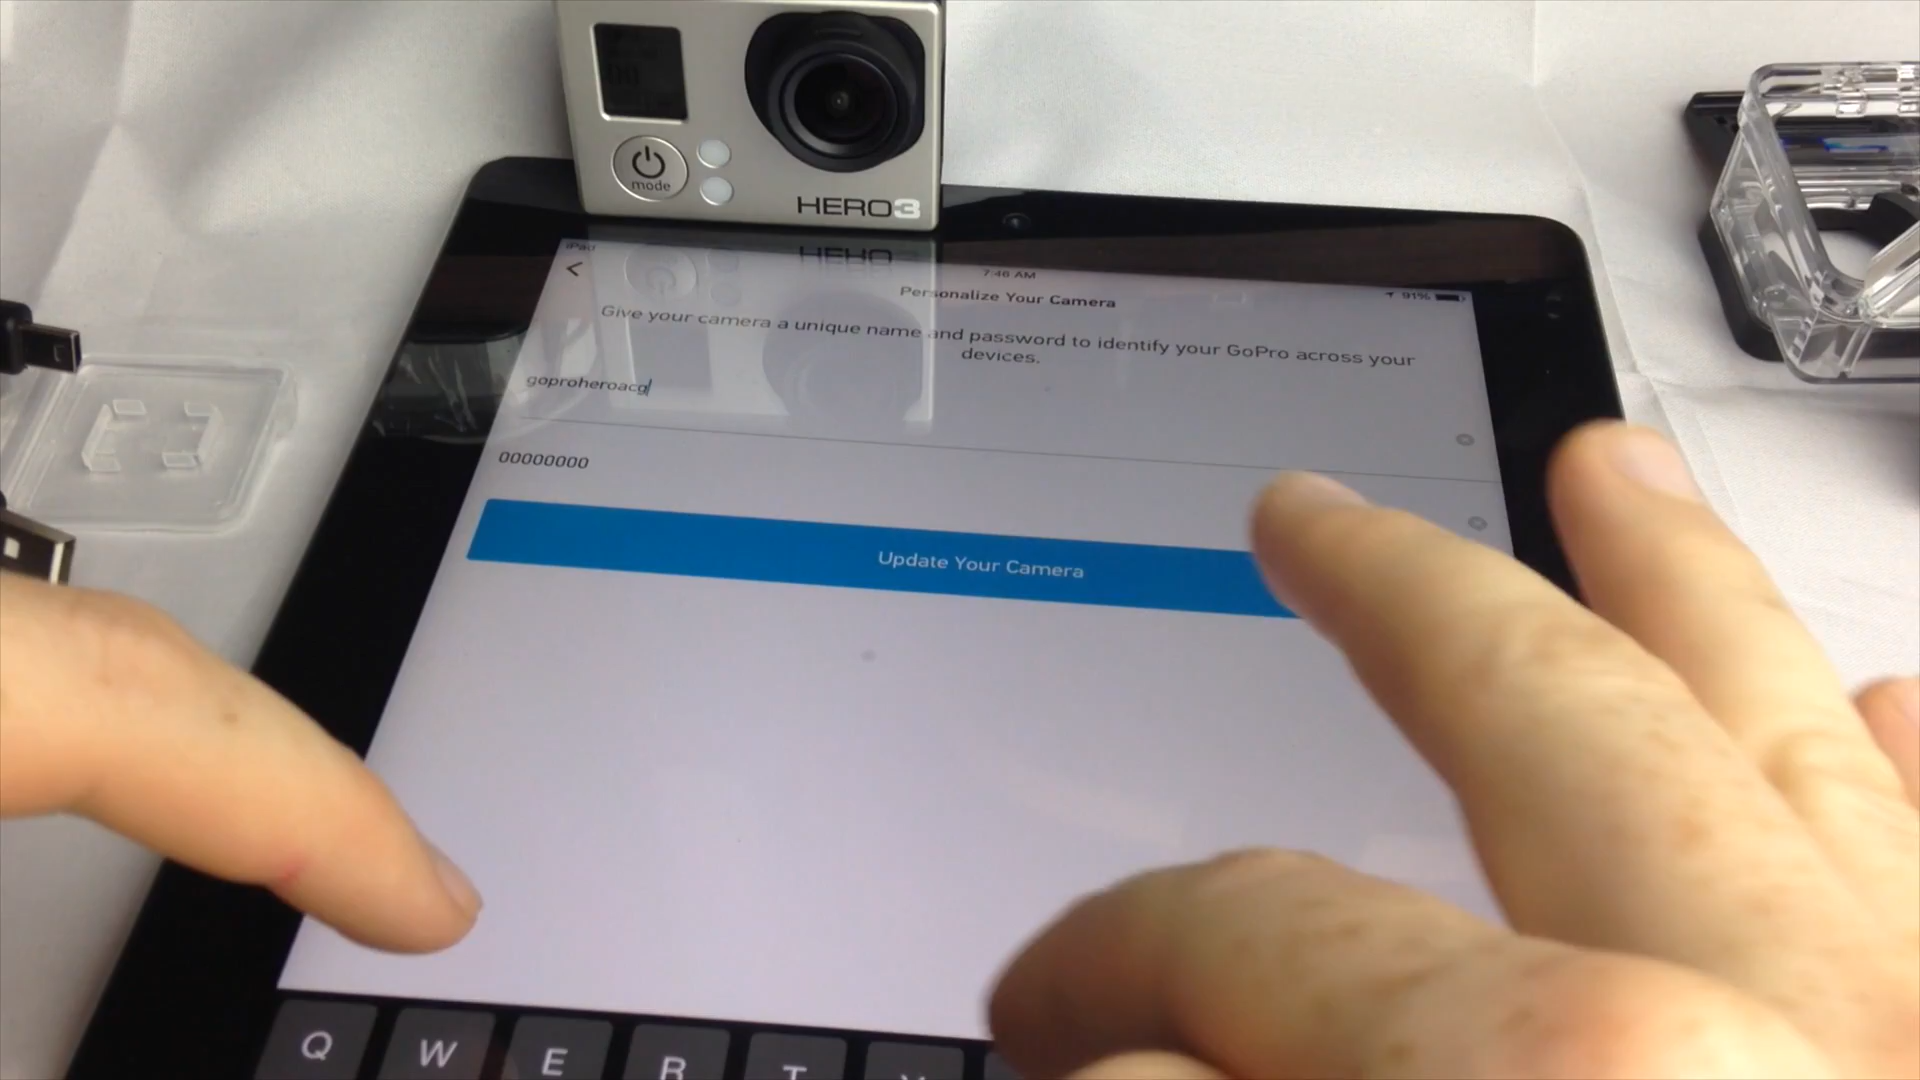 mode
HERO3
iPad
7:46 AM
91%
Personalize Your Camera
Give your camera a unique name and password to identify your GoPro across your
devices.
goproheroacg
00000000
Update Your Camera
Q W E R T